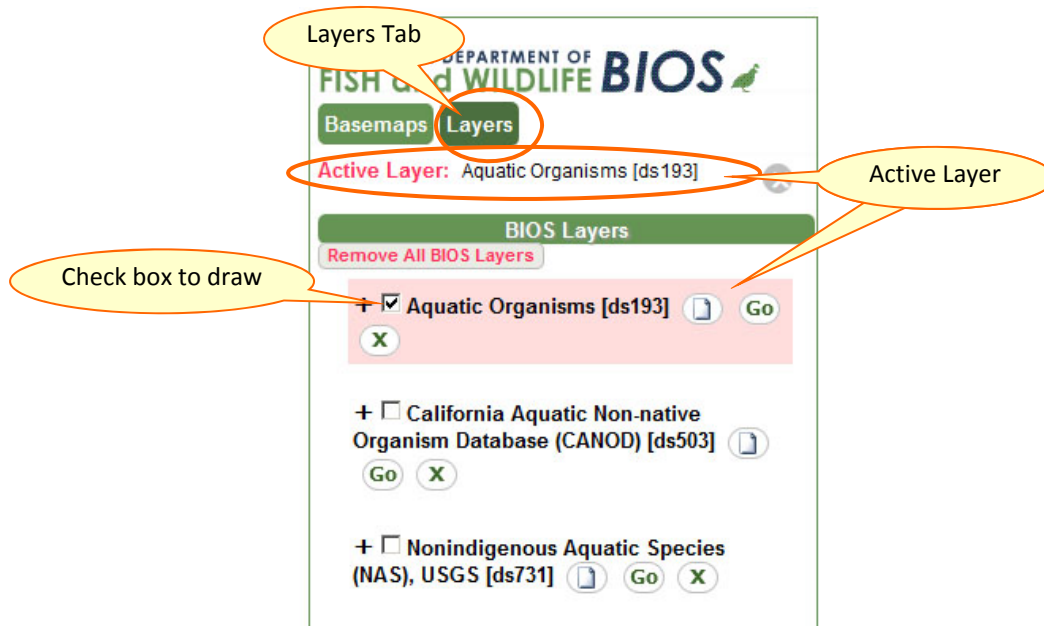 Layers Tab
DEPARTMENT OF
FISH and WILDLIFE BIOS
Basemaps Layers
Active Layer: Aquatic Organisms [ds193]
Active Layer
BIOS Layers
Remove All BIOS Layers
Check box to draw
+ Aquatic Organisms [ds193] Go
X
+ California Aquatic Non-native
Organism Database (CANOD) [ds503]
Go X
+ Nonindigenous Aquatic Species
(NAS), USGS [ds731] Go X